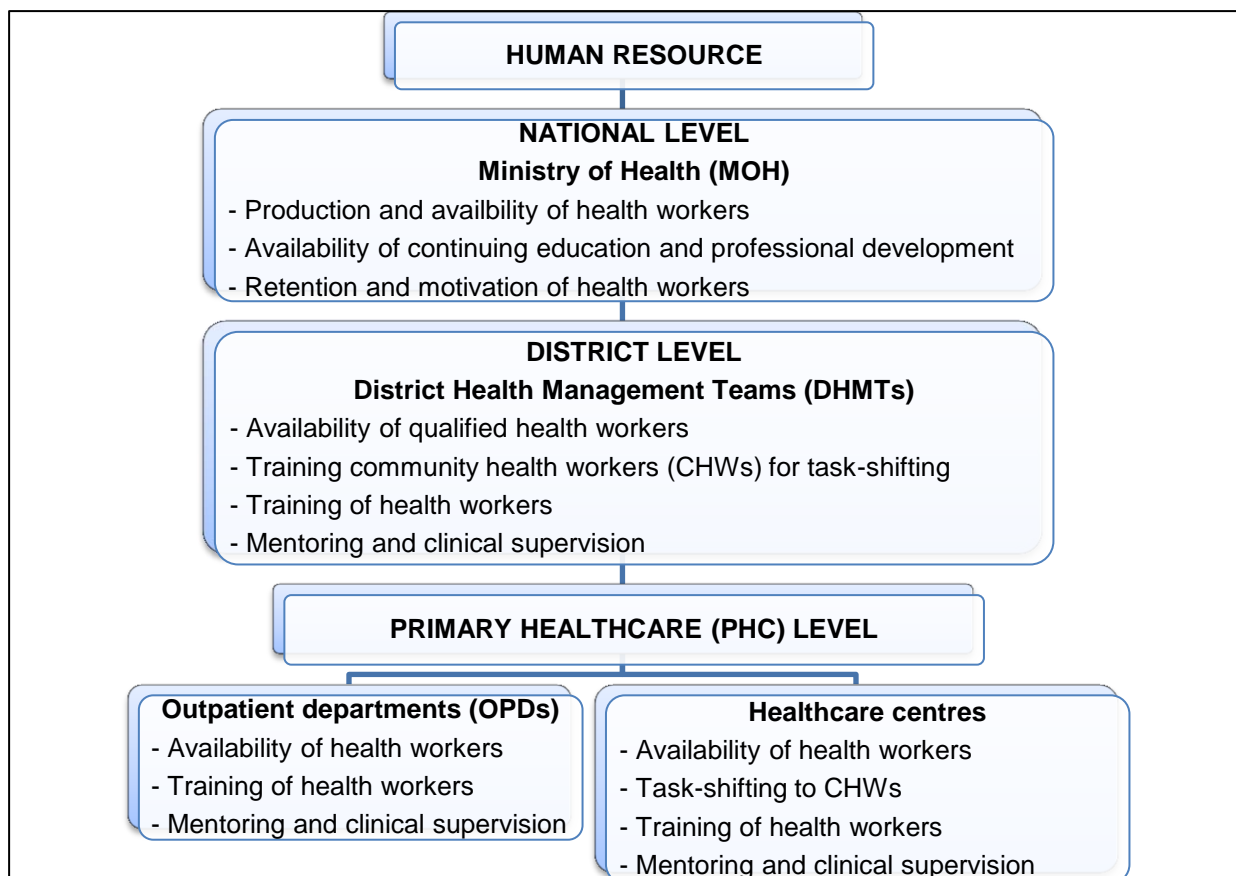 HUMAN RESOURCE
NATIONAL LEVEL
Ministry of Health (MOH)
- Production and availbility of health workers
- Availability of continuing education and professional development
- Retention and motivation of health workers
DISTRICT LEVEL
District Health Management Teams (DHMTs)
- Availability of qualified health workers
- Training community health workers (CHWs) for task-shifting
- Training of health workers
- Mentoring and clinical supervision
PRIMARY HEALTHCARE (PHC) LEVEL
Outpatient departments (OPDs)
- Availability of health workers
- Training of health workers
- Mentoring and clinical supervision
Healthcare centres
- Availability of health workers
- Task-shifting to CHWs
- Training of health workers
- Mentoring and clinical supervision